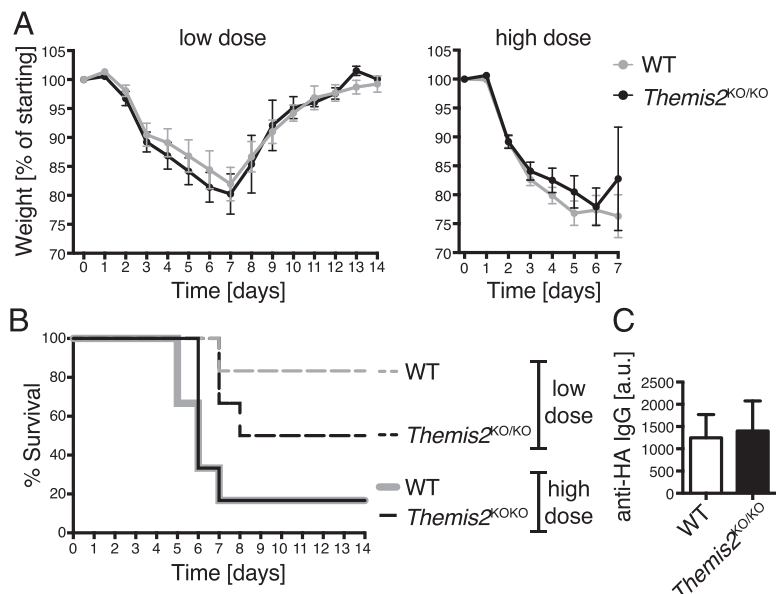 A
low dose
high dose
Weight [% of starting]
105
100
95
90
85
80
75
70
0 1 2 3 4 5 6 7 8 9 10 11 12 13 14
Time [days]
105
100
95
90
85
80
75
70
0 1 2 3 4 5 6 7
Time [days]
WT
Themis2KO/KO
B
% Survival
100
80
60
40
20
0
0 1 2 3 4 5 6 7 8 9 10 11 12 13 14
Time [days]
WT
Themis2KO/KO
low
dose
WT
Themis2KOKO
high
dose
C
anti-HA IgG [a.u.]
2500
2000
1500
1000
500
0
WT
Themis2KO/KO